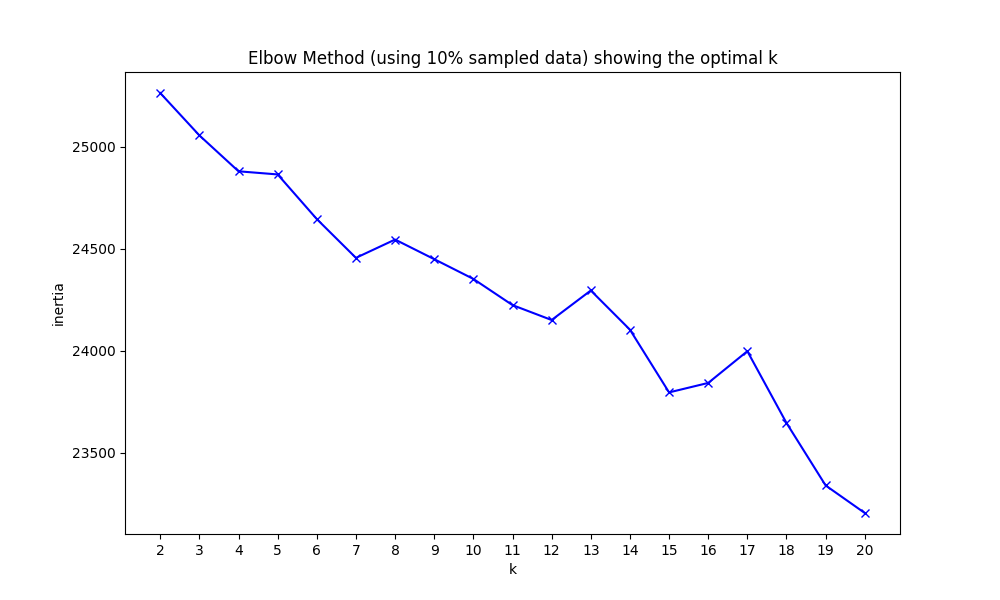 Elbow Method (using 10% sampled data) showing the optimal k
25000
24500
24000
23500
inertia
2 3 4 5 6 7 8 9 10 11 12 13 14 15 16 17 18 19 20
k